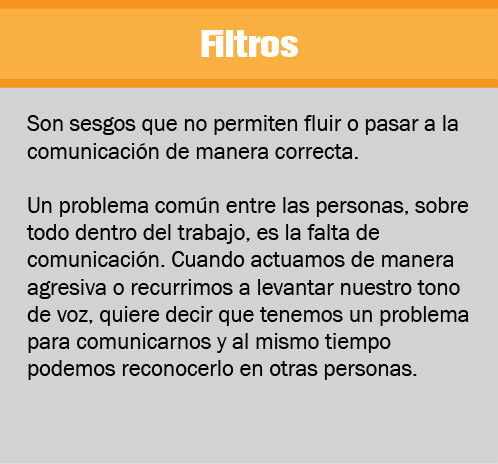 Filtros
Son sesgos que no permiten fluir o pasar a la
comunicación de manera correcta.
Un problema común entre las personas, sobre
todo dentro del trabajo, es la falta de
comunicación. Cuando actuamos de manera
agresiva o recurrimos a levantar nuestro tono
de voz, quiere decir que tenemos un problema
para comunicarnos y al mismo tiempo
podemos reconocerlo en otras personas.